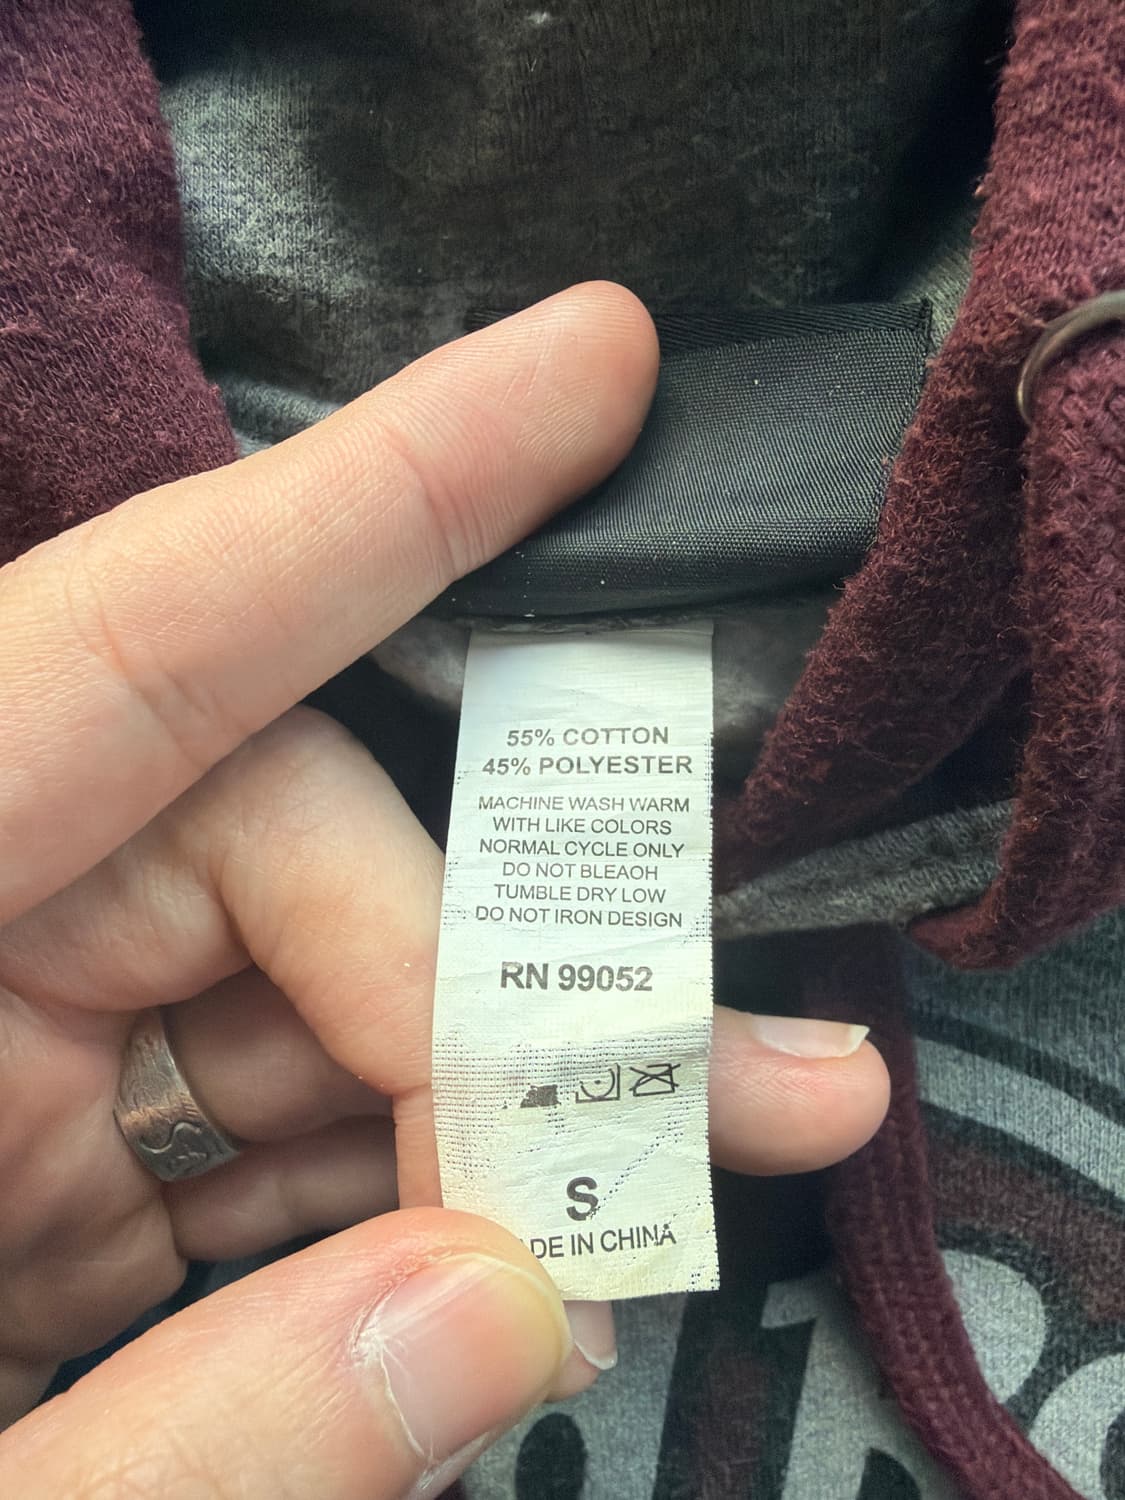 55% COTTON
45% POLYESTER
MACHINE WASH WARM
WITH LIKE COLORS
NORMAL CYCLE ONLY
DO NOT BLEAOH
TUMBLE DRY LOW
DO NOT IRON DESIGN
RN 99052
S
DE IN CHINA